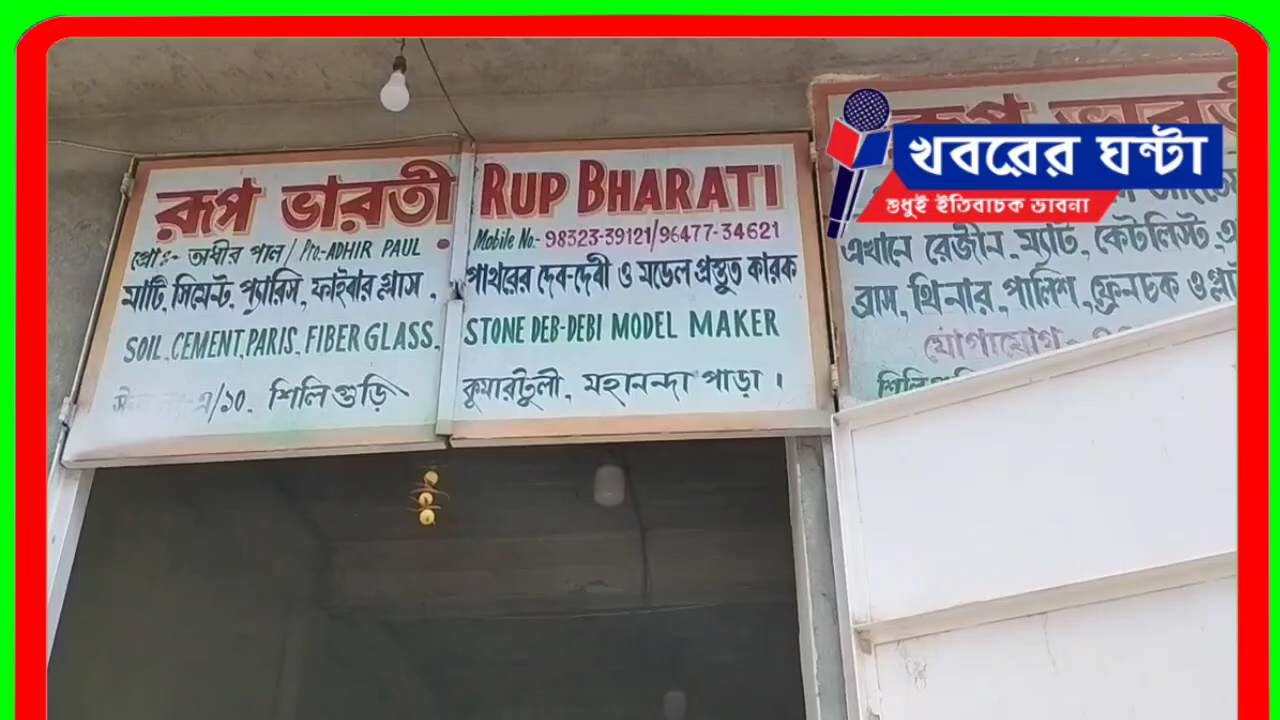 রূপ ভারতী RUP BHARATI
Mobile No.- 98323-39121/96477-34621
প্রো:- অধীর পাল / Pro.-ADHIR PAUL
মাটি, সিমেন্ট, প্যারিস, ফাইবার গ্লাস, পাথরের দেব-দেবী ও মডেল প্রস্তুত কারক
SOIL, CEMENT, PARIS, FIBER GLASS, STONE DEB-DEBI MODEL MAKER
এ/১০, শিলিগুড়ি কুমারটুলী, মহানন্দা পাড়া ।
রূপ ভারতী
এখানে রেজীন, ম্যাট, কেটলিস্ট,
ব্রাস, থিনার, পালিশ, ফ্রেনচক ও
যোগাযোগ-
খবরের ঘন্টা
শুধুই ইতিবাচক ভাবনা